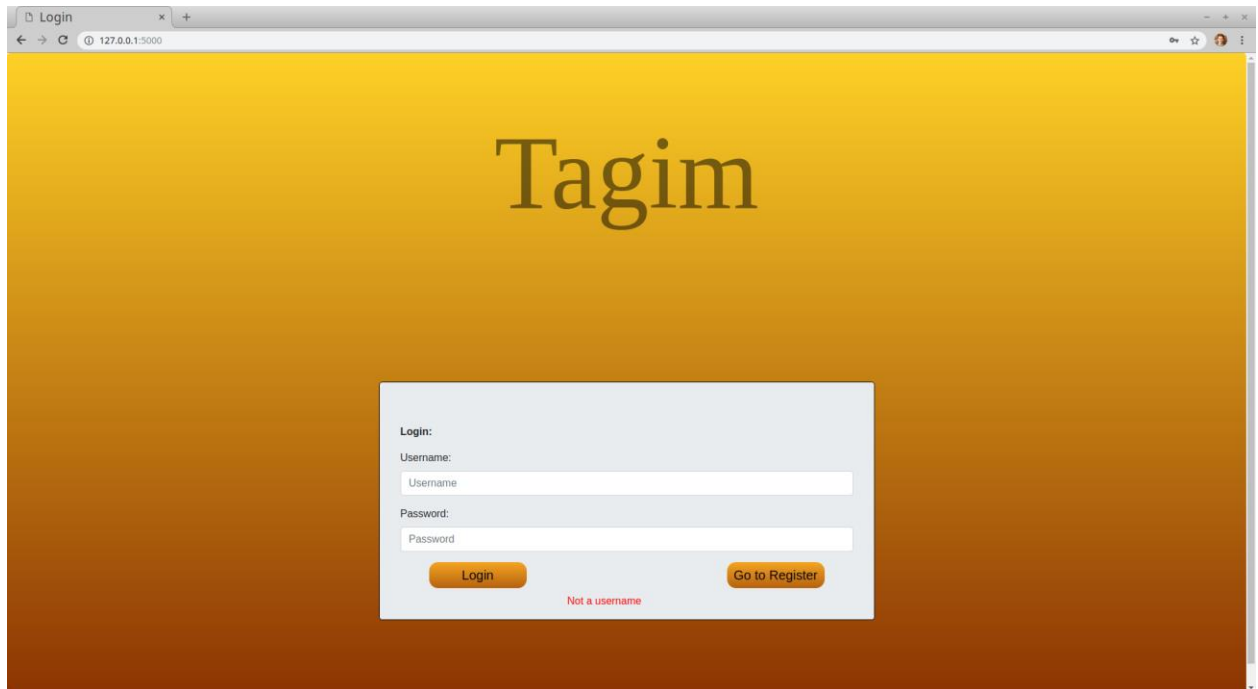 Login
127.0.0.1:5000
Tagim
Login:
Username:
Username
Password:
Password
Login Go to Register
Not a username